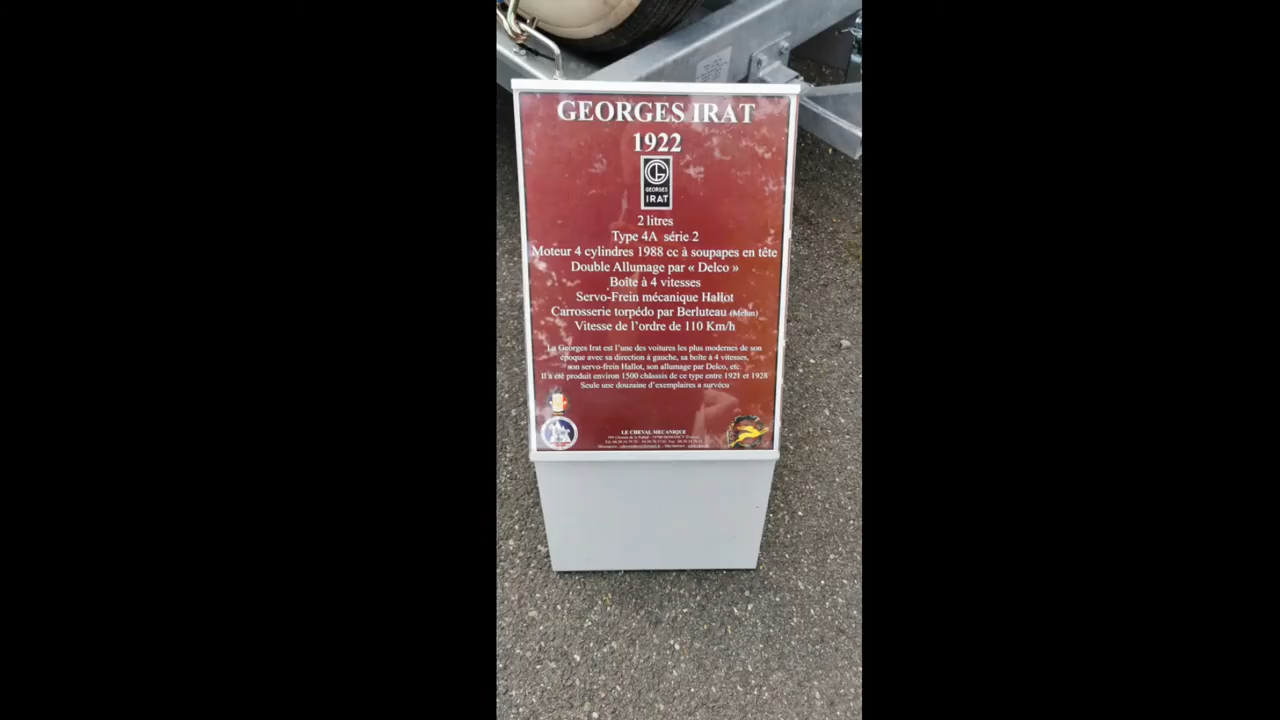 GEORGES IRAT
1922
G
GEORGES
IRAT
2 litres
Type 4A série 2
Moteur 4 cylindres 1988 cc à soupapes en tête
Double Allumage par « Delco »
Boîte à 4 vitesses
Servo-Frein mécanique Hallot
Carrosserie torpédo par Berluteau (Melun)
Vitesse de l'ordre de 110 Km/h
La Georges Irat est l'une des voitures les plus modernes de son
époque avec sa direction à gauche, sa boîte à 4 vitesses,
son servo-frein Hallot, son allumage par Delco, etc.
Il a été produit environ 1500 châssis de ce type entre 1921 et 1928
Seule une douzaine d'exemplaires a survécu
LE CHEVAL MECANIQUE